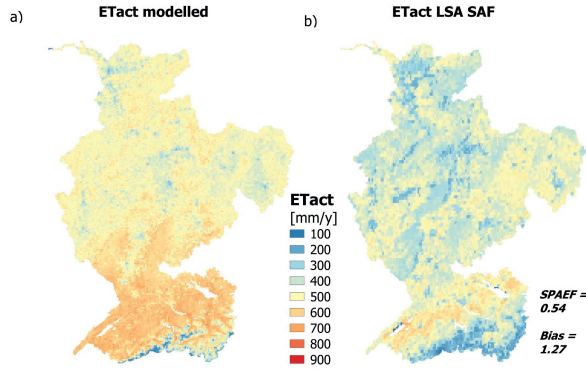 ETact modelled
ETact LSA SAF
a)
b)
ETact
[mm/y]
100
200
300
400
500
600
700
800
900
SPAEF =
0.54
Bias =
1.27